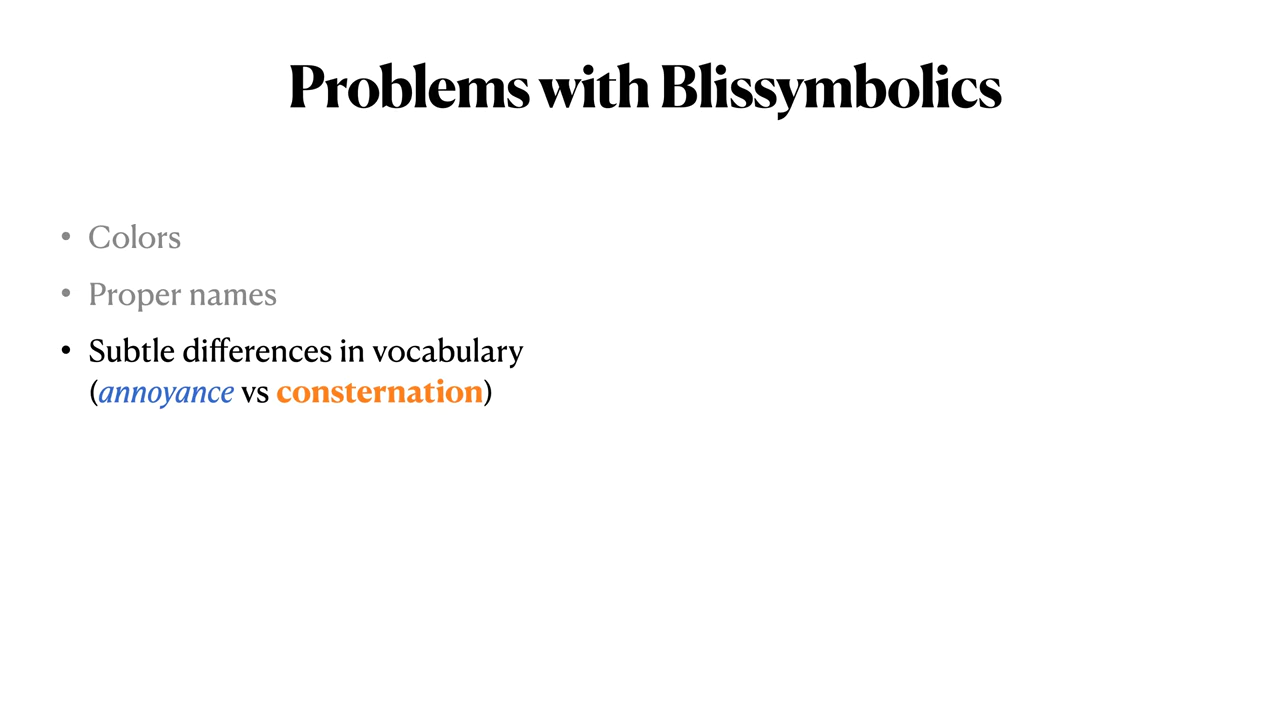 Problems with Blissymbolics
• Colors
• Proper names
• Subtle differences in vocabulary
(annoyance vs consternation)